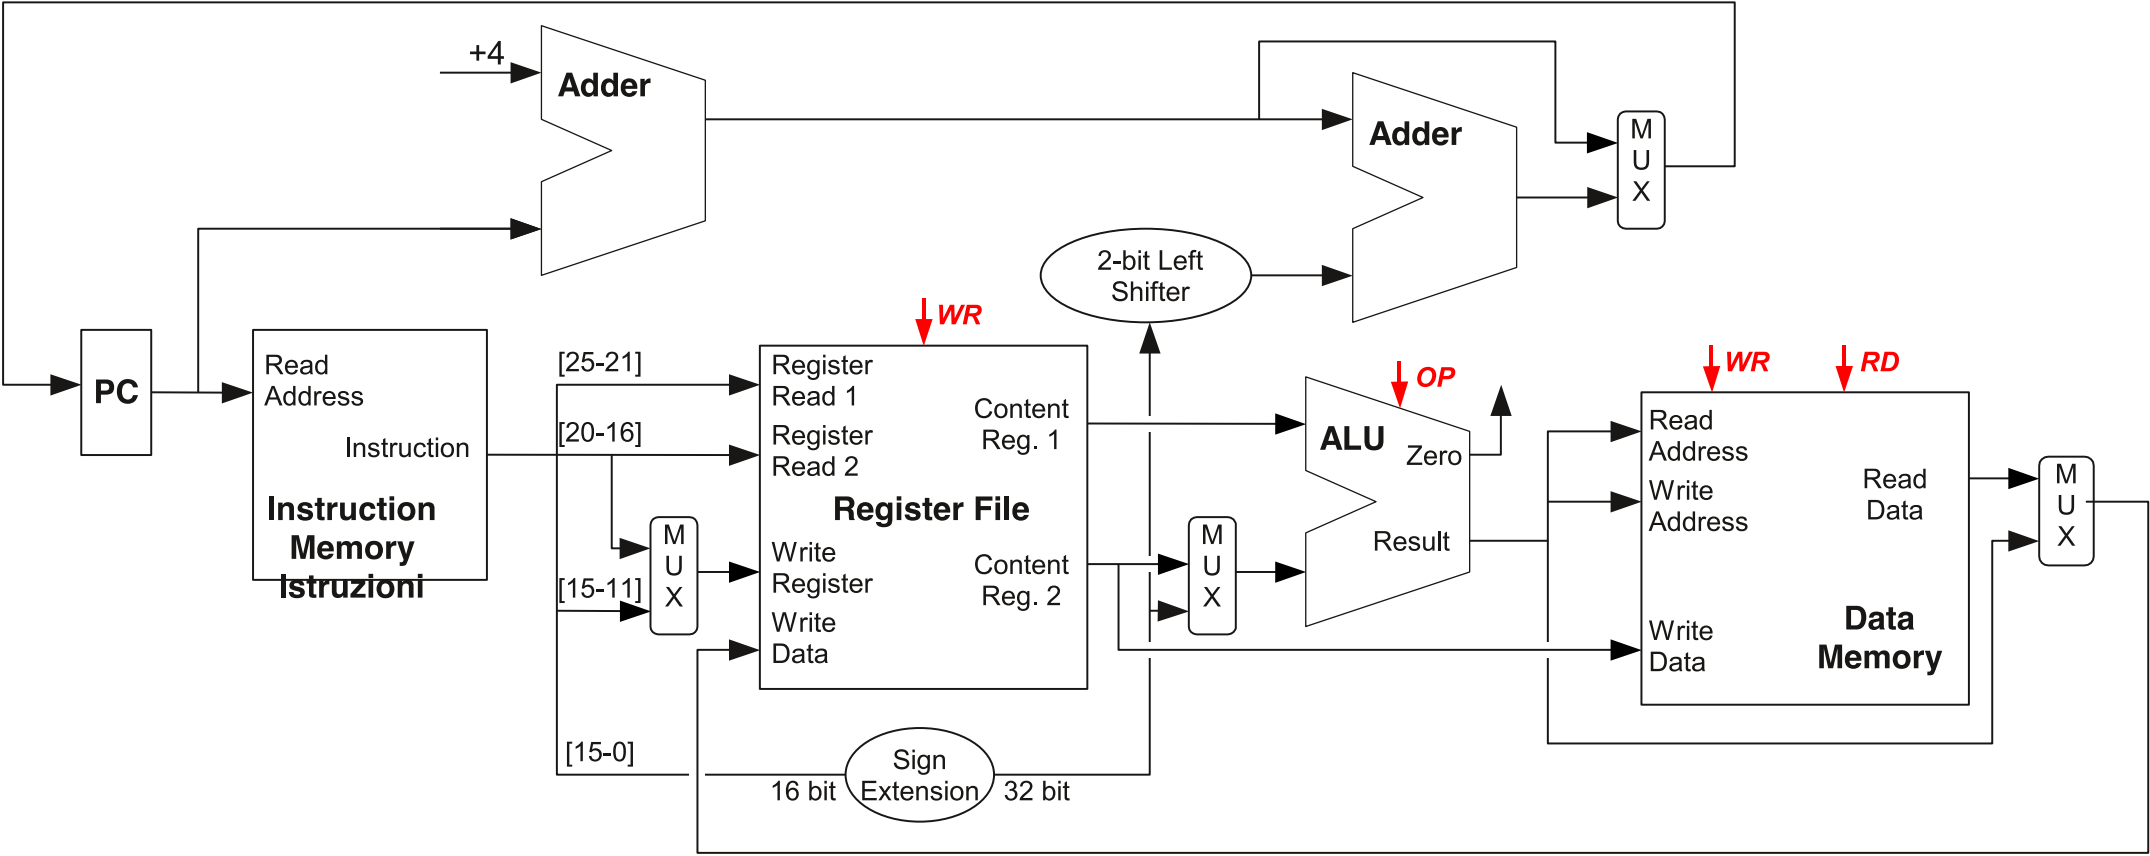 +4
Adder
Adder
M
U
X
2-bit Left
Shifter
WR
PC
Read
Address
Instruction
Instruction
Memory
Istruzioni
[25-21]
[20-16]
[15-11]
[15-0]
M
U
X
Register
Read 1
Register
Read 2
Content
Reg. 1
Register File
Write
Register
Content
Reg. 2
Write
Data
16 bit
Sign
Extension
32 bit
M
U
X
OP
ALU
Zero
Result
WR
RD
Read
Address
Write
Address
Read
Data
Write
Data
Data
Memory
M
U
X